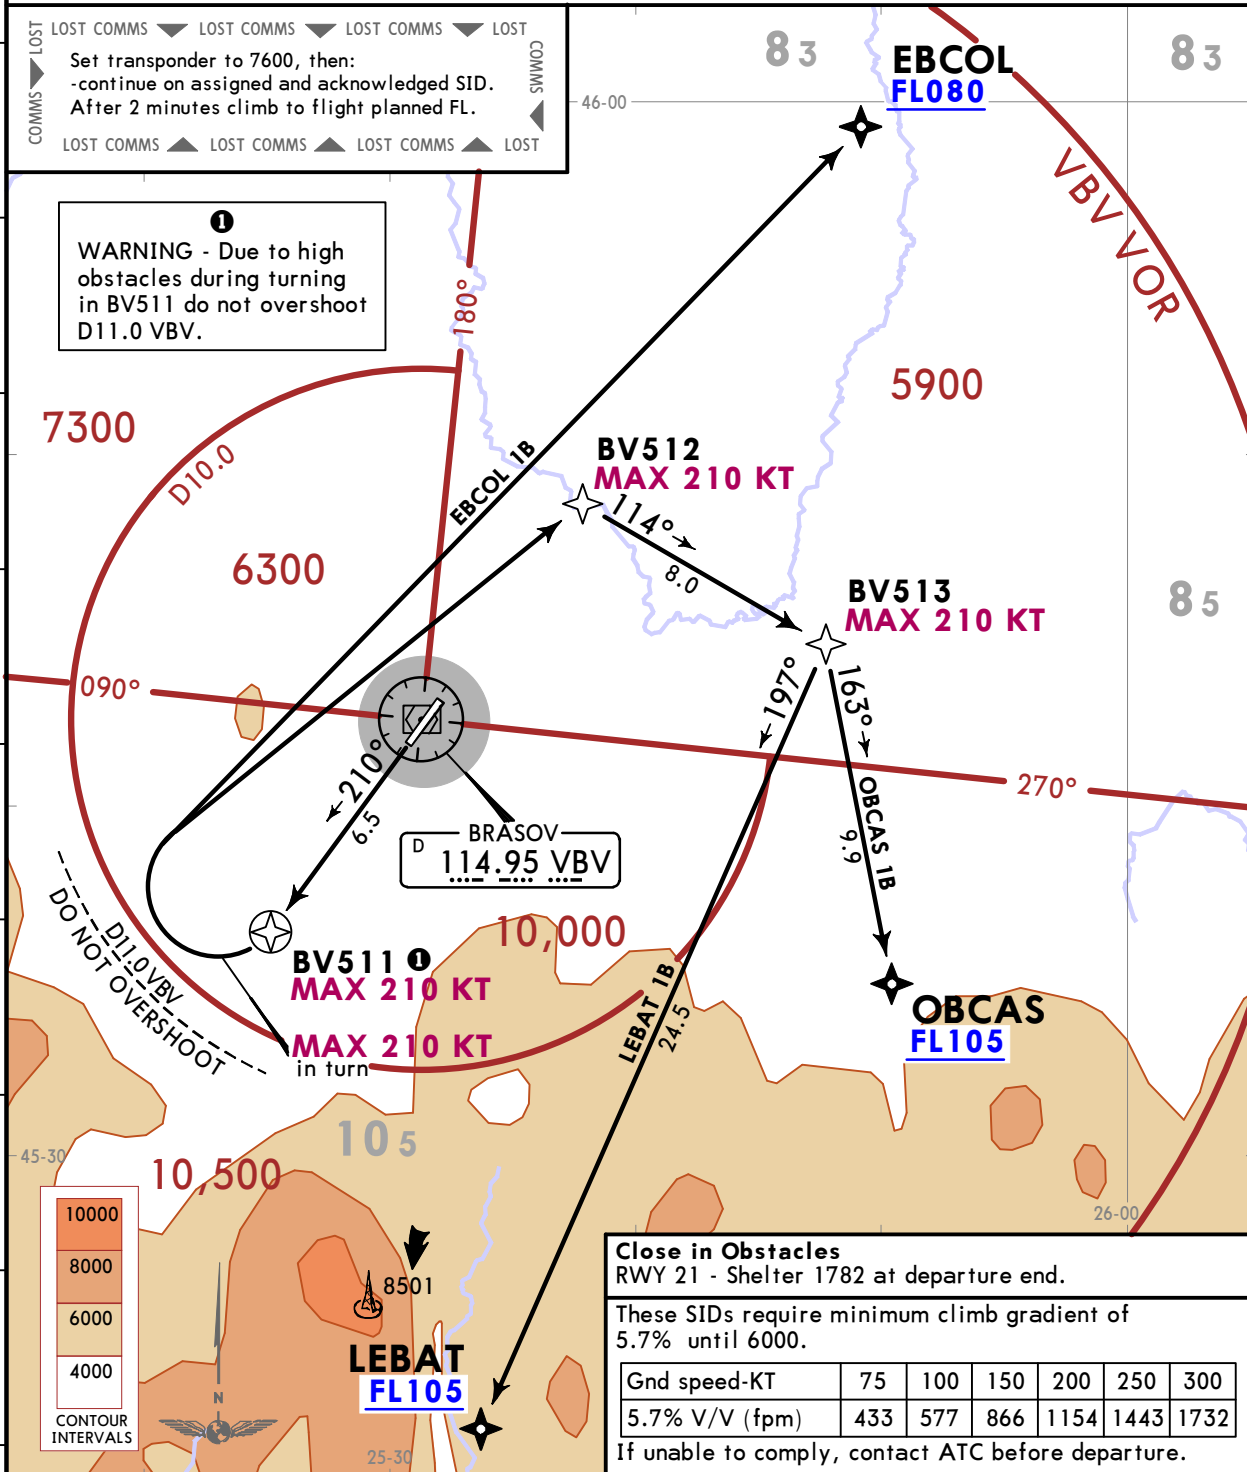 LOST COMMS LOST COMMS LOST COMMS LOST
LOST COMMS
COMMS
Set transponder to 7600, then:
-continue on assigned and acknowledged SID.
After 2 minutes climb to flight planned FL.
LOST COMMS LOST COMMS LOST COMMS LOST
83
83
EBCOL
FL080
46-00
VBV VOR
1
WARNING - Due to high
obstacles during turning
in BV511 do not overshoot
D11.0 VBV.
180°
5900
7300
D10.0
EBCOL 1B
BV512
MAX 210 KT
114°
8.0
6300
BV513
MAX 210 KT
85
090°
197°
163°
270°
210°
6.5
BRASOV
D 114.95 VBV
OBCAS 1B
9.9
D11.0 VBV
DO NOT OVERSHOOT
10,000
BV511 1
MAX 210 KT
MAX 210 KT
in turn
LEBAT 1B
24.5
OBCAS
FL105
105
45-30
10,500
26-00
10000
8000
6000
4000
CONTOUR
INTERVALS
N
8501
LEBAT
FL105
25-30
Close in Obstacles
RWY 21 - Shelter 1782 at departure end.
These SIDs require minimum climb gradient of
5.7% until 6000.
Gnd speed-KT 75 100 150 200 250 300
5.7% V/V (fpm) 433 577 866 1154 1443 1732
If unable to comply, contact ATC before departure.